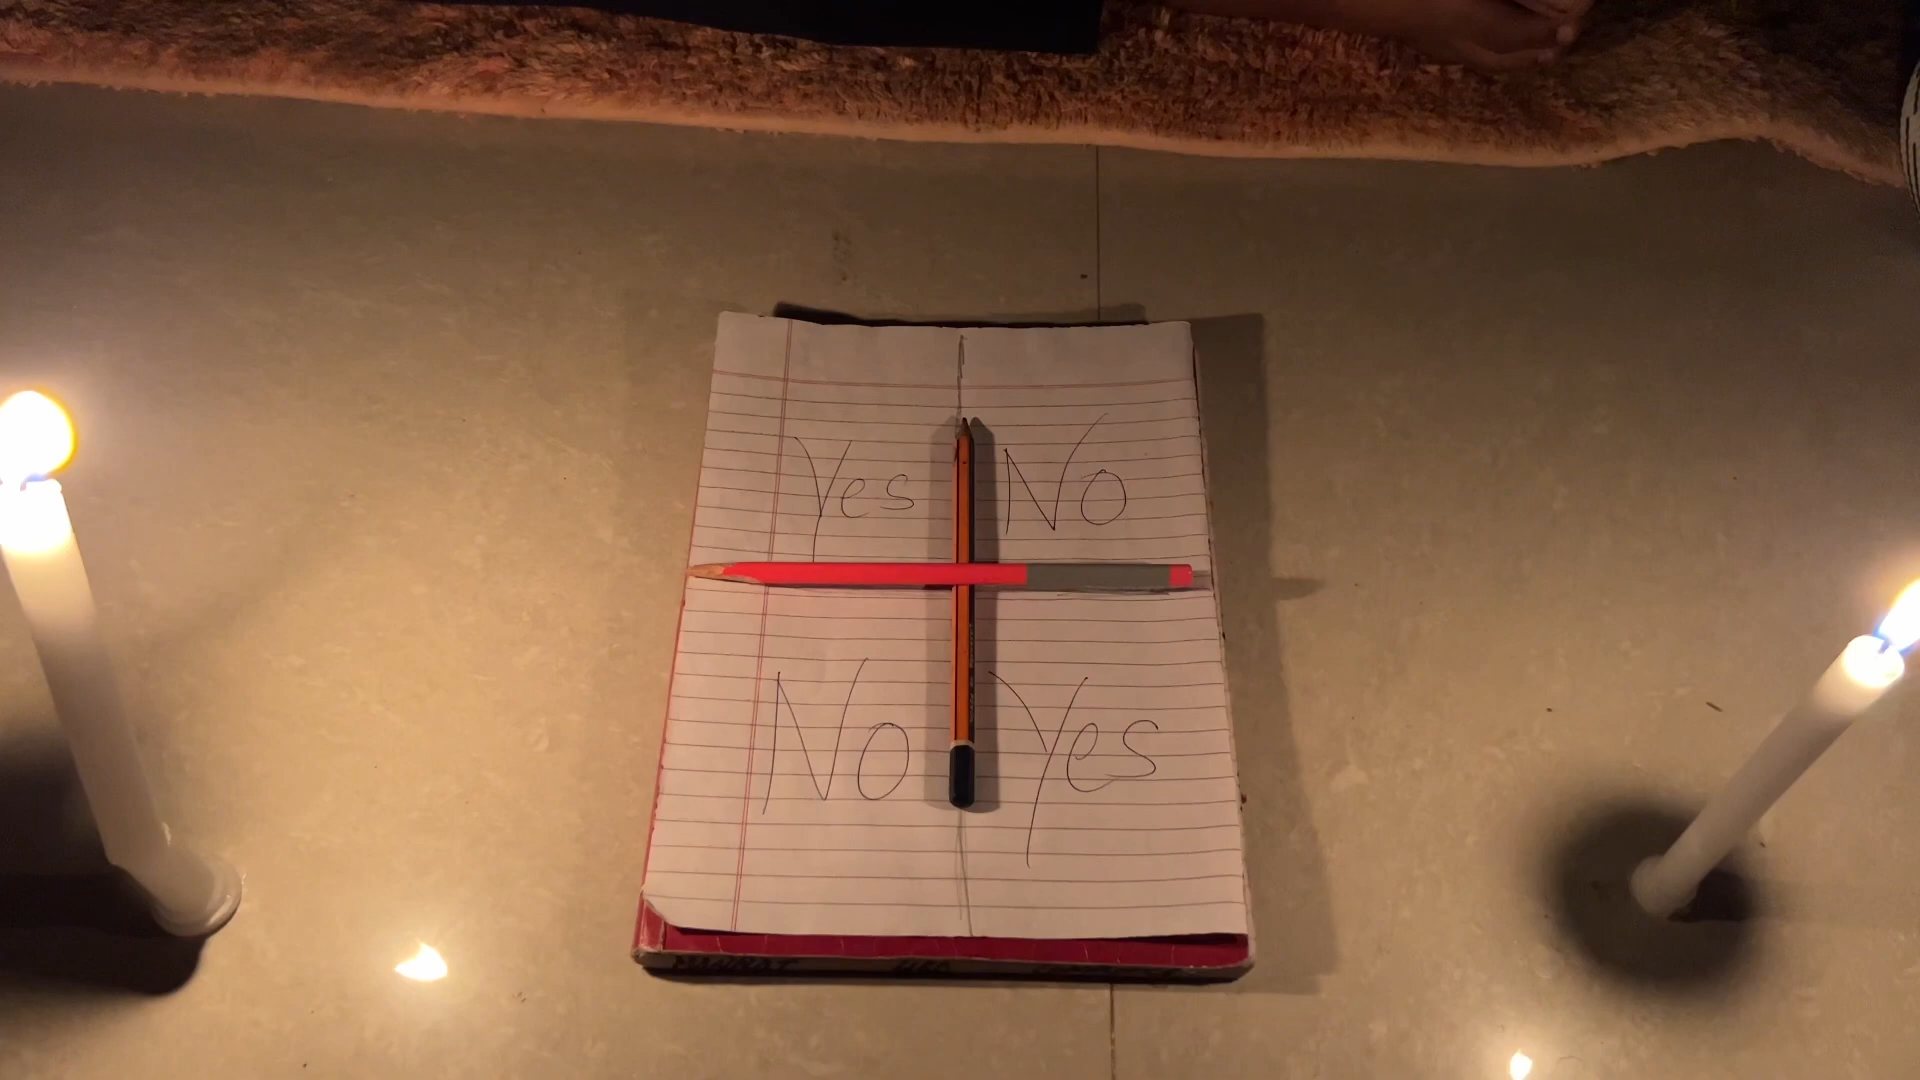 Yes No
No Yes